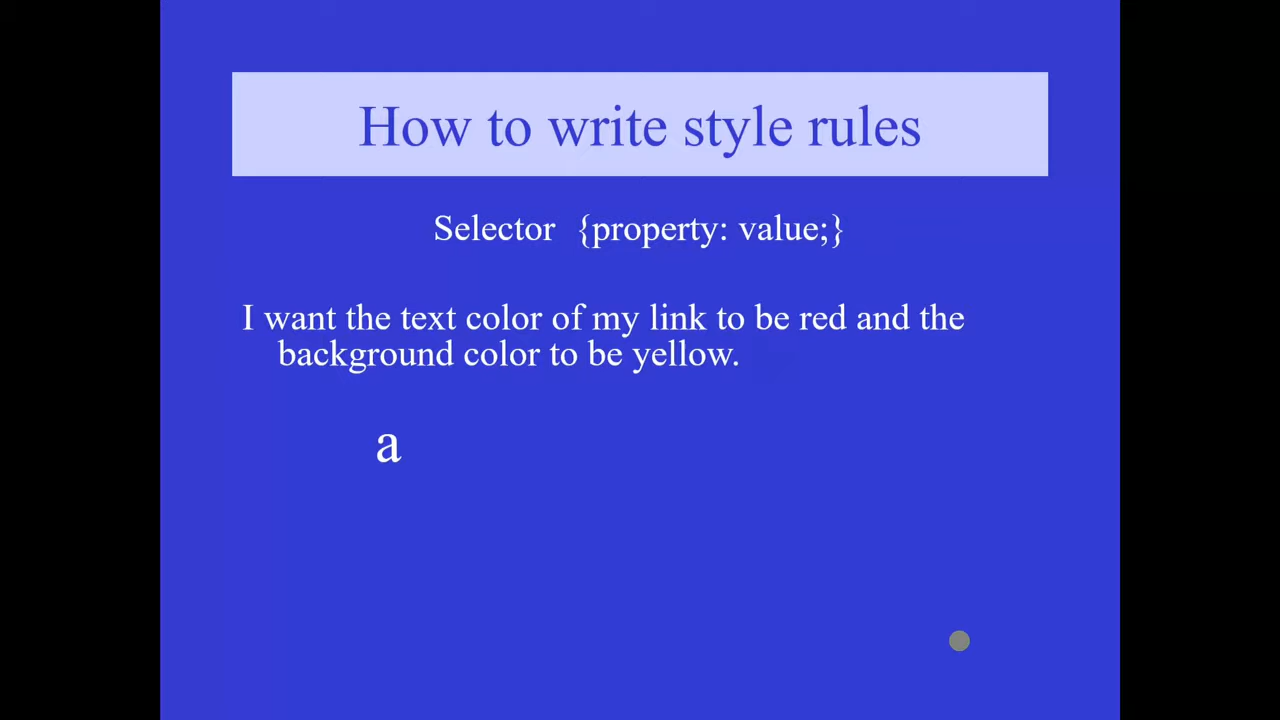 How to write style rules
Selector {property: value;}
I want the text color of my link to be red and the
background color to be yellow.
a